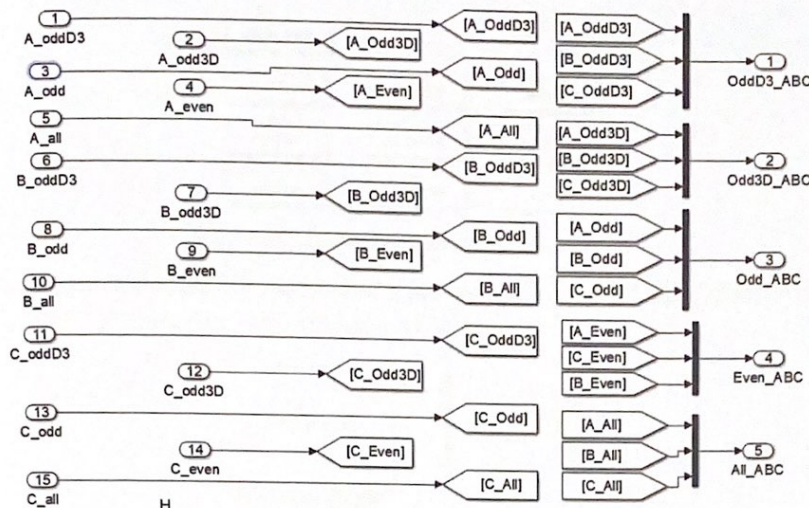 1
A_oddD3
[A_OddD3]
2
A_odd3D
[A_Odd3D]
3
A_odd
[A_Odd]
4
A_even
[A_Even]
5
A_all
[A_All]
6
B_oddD3
[B_OddD3]
7
B_odd3D
[B_Odd3D]
8
B_odd
[B_Odd]
9
B_even
[B_Even]
10
B_all
[B_All]
11
C_oddD3
[C_OddD3]
12
C_odd3D
[C_Odd3D]
13
C_odd
[C_Odd]
14
C_even
[C_Even]
15
C_all
[C_All]
H
[A_OddD3]
[B_OddD3]
[C_OddD3]
1
OddD3_ABC
[A_Odd3D]
[B_Odd3D]
[C_Odd3D]
2
Odd3D_ABC
[A_Odd]
[B_Odd]
[C_Odd]
3
Odd_ABC
[A_Even]
[C_Even]
[B_Even]
4
Even_ABC
[A_All]
[B_All]
[C_All]
5
All_ABC